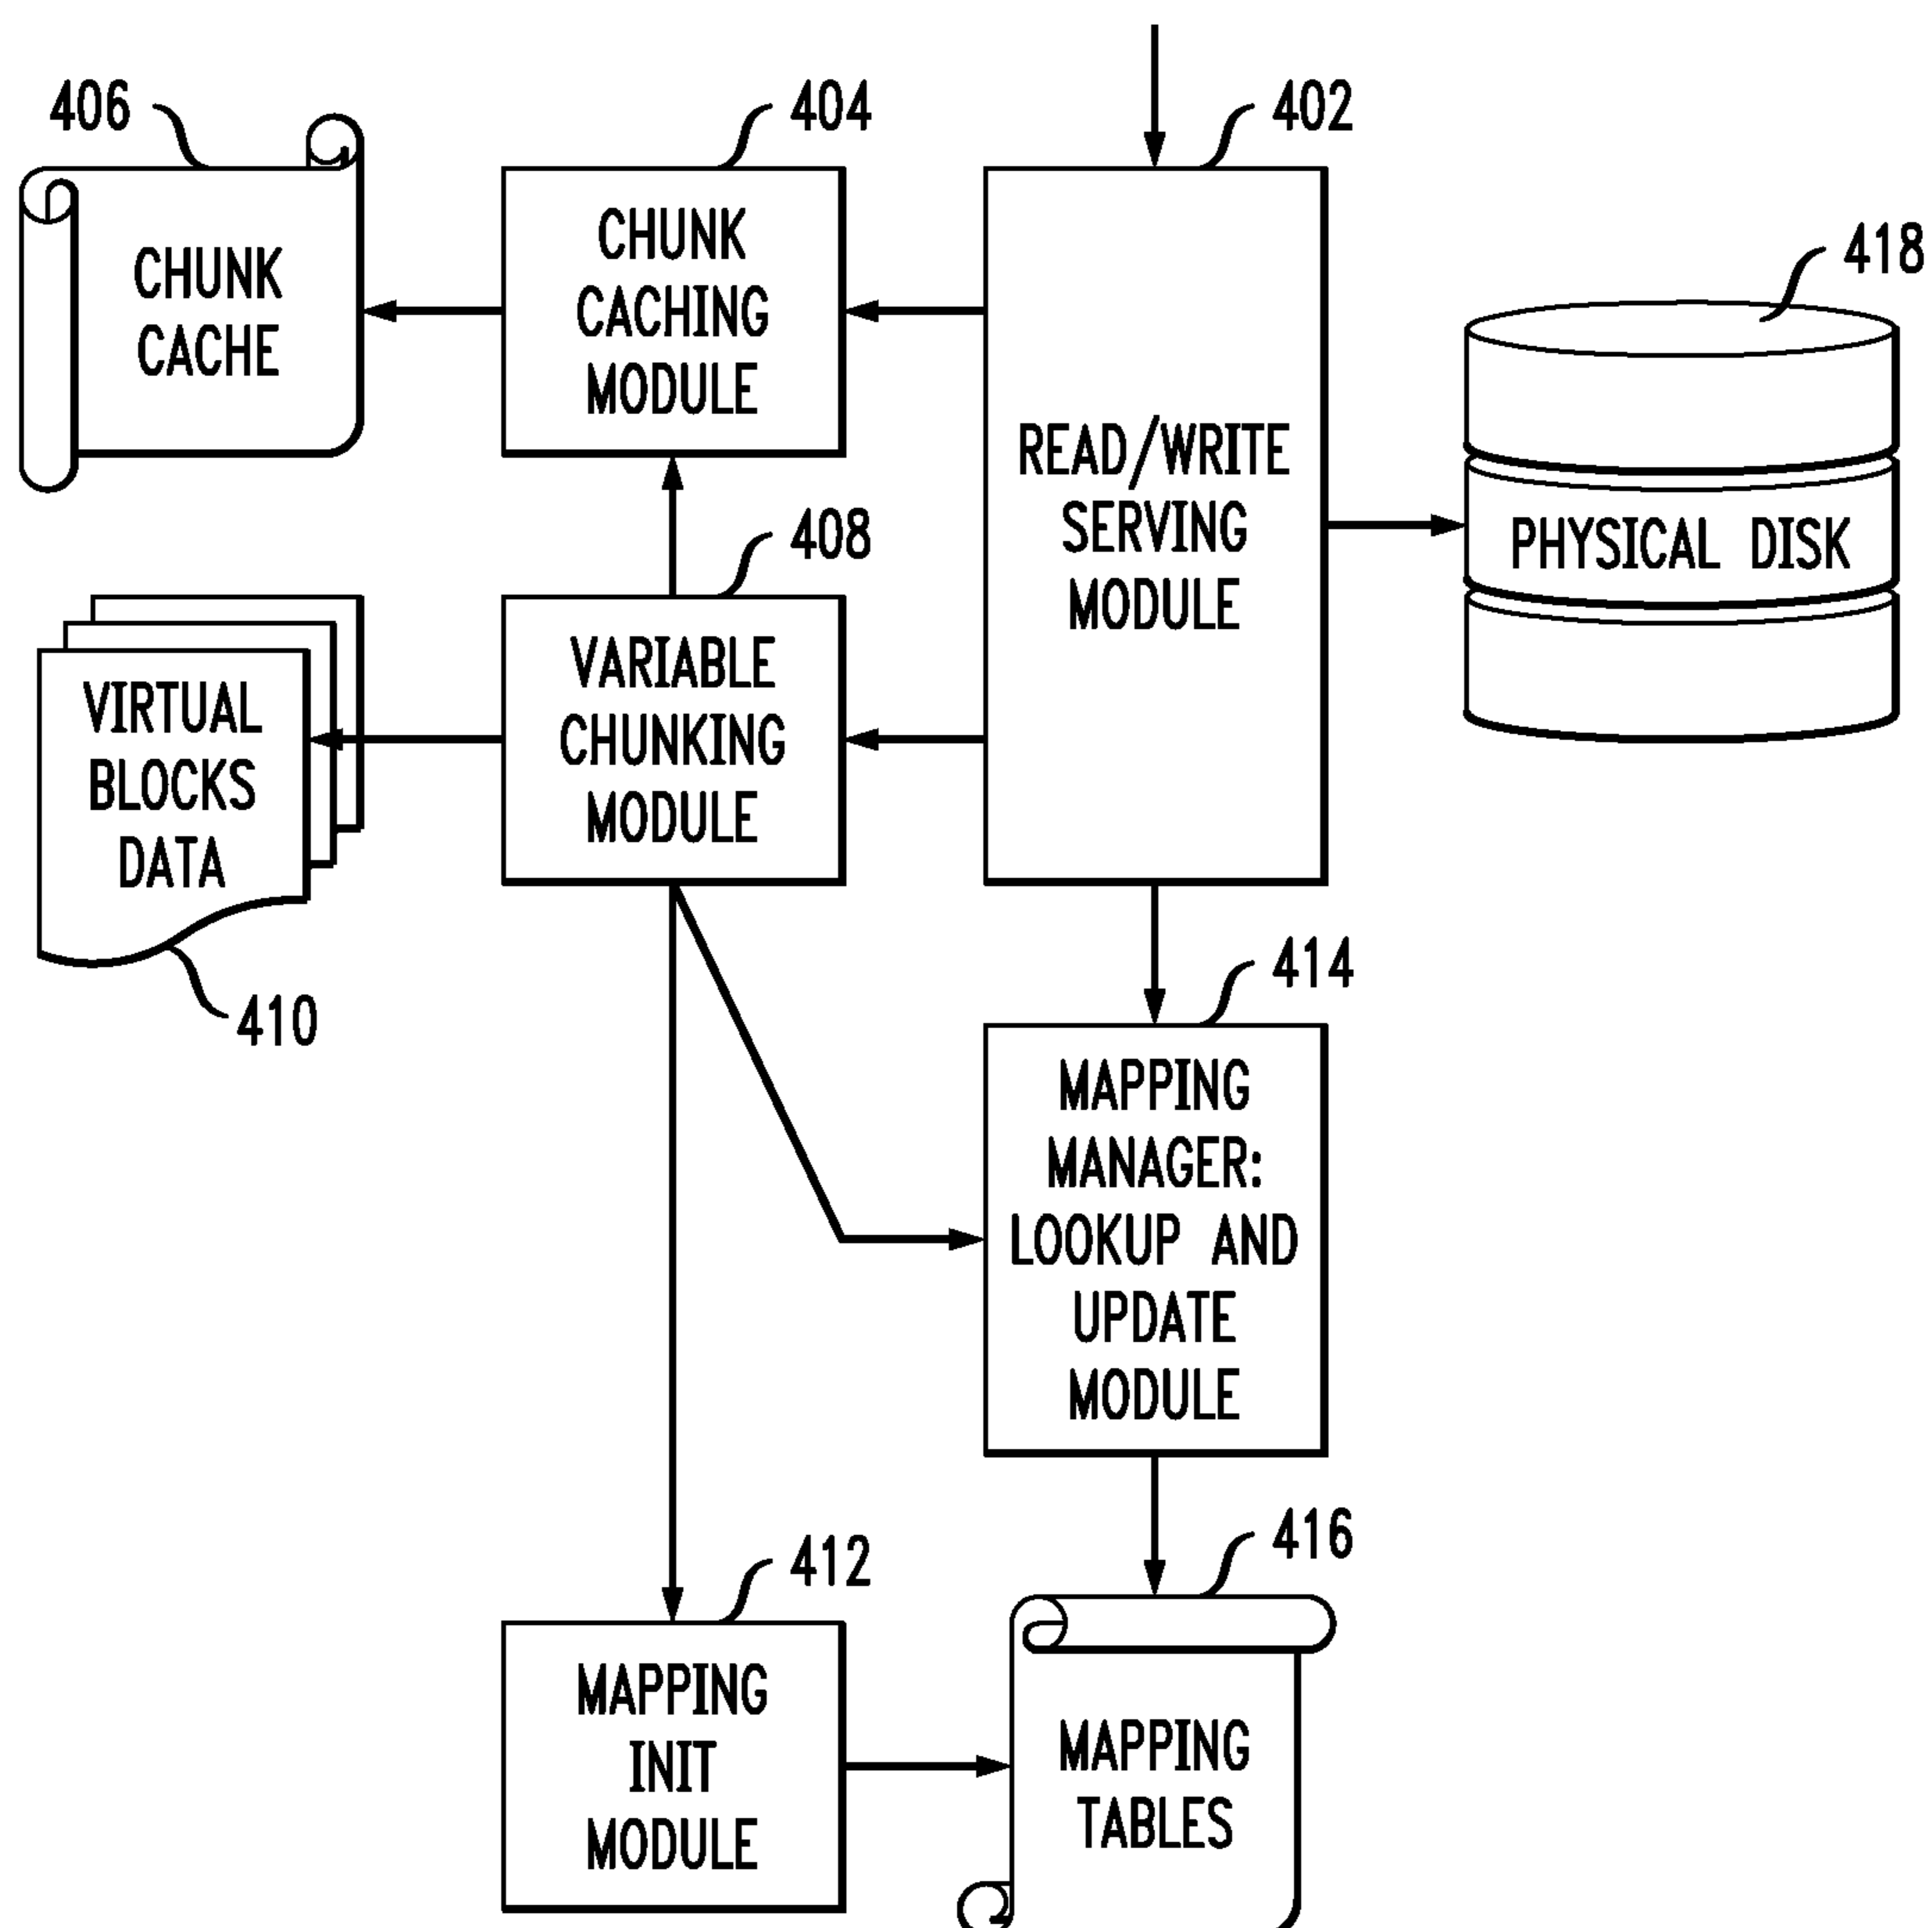 406
404
402
418
CHUNK
CACHE
CHUNK
CACHING
MODULE
READ/WRITE
SERVING
MODULE
PHYSICAL DISK
408
VIRTUAL
BLOCKS
DATA
VARIABLE
CHUNKING
MODULE
410
414
MAPPING
MANAGER:
LOOKUP AND
UPDATE
MODULE
412
416
MAPPING
INIT
MODULE
MAPPING
TABLES